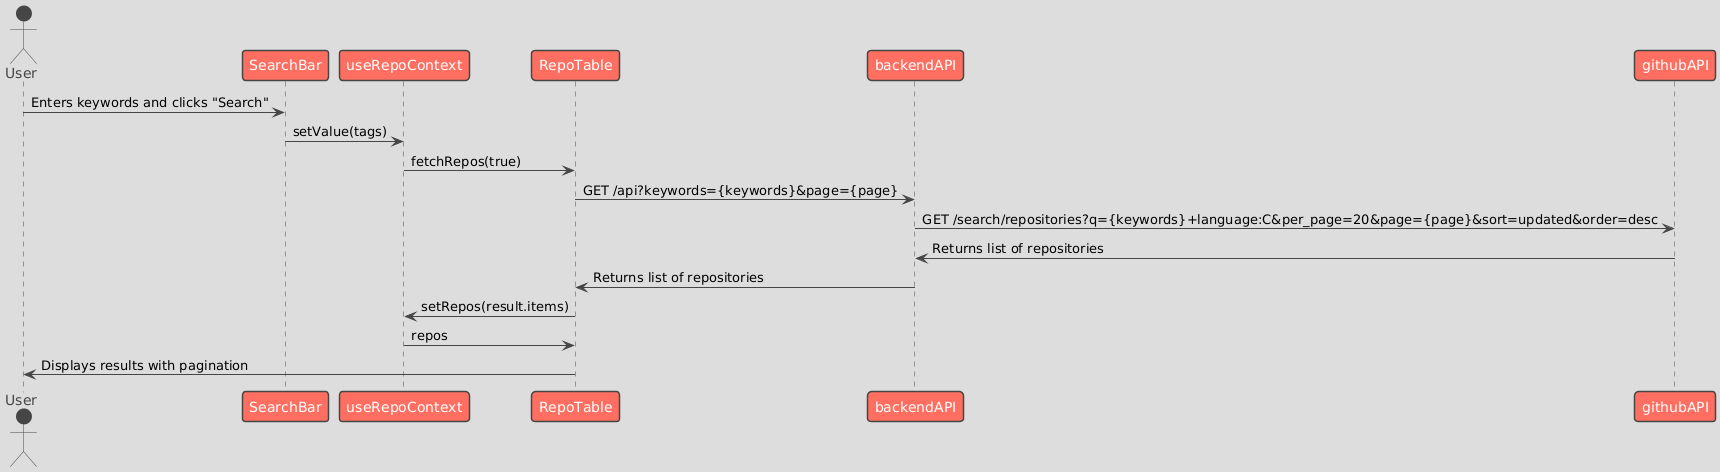 User
SearchBar
useRepoContext
RepoTable
backendAPI
githubAPI
Enters keywords and clicks "Search"
setValue(tags)
fetchRepos(true)
GET /api?keywords={keywords}&page={page}
GET /search/repositories?q={keywords}+language:C&per_page=20&page={page}&sort=updated&order=desc
Returns list of repositories
Returns list of repositories
setRepos(result.items)
repos
Displays results with pagination
User
SearchBar
useRepoContext
RepoTable
backendAPI
githubAPI